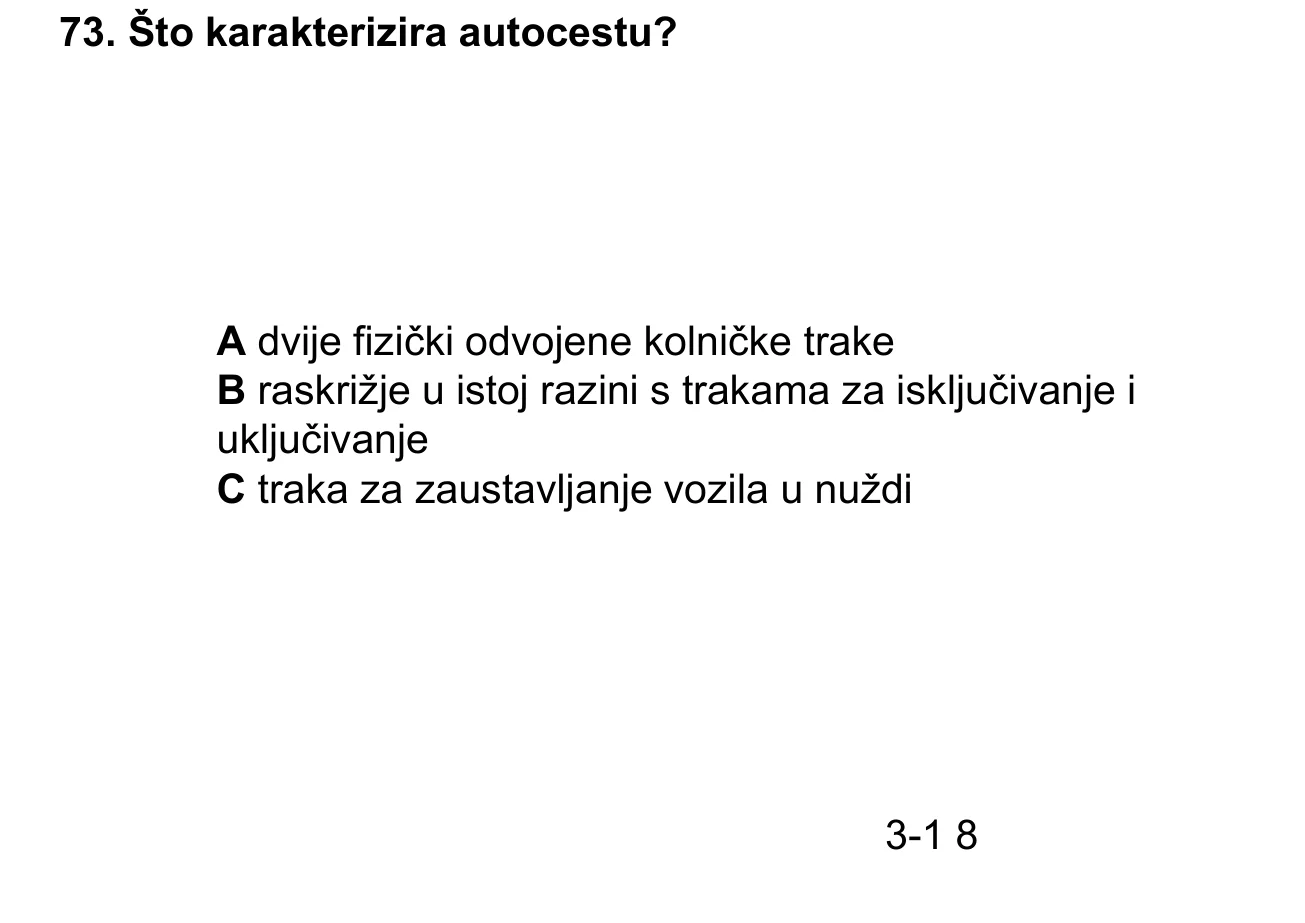 73. Što karakterizira autocestu?
A dvije fizički odvojene kolničke trake
B raskrižje u istoj razini s trakama za isključivanje i
uključivanje
C traka za zaustavljanje vozila u nuždi
3-1 8